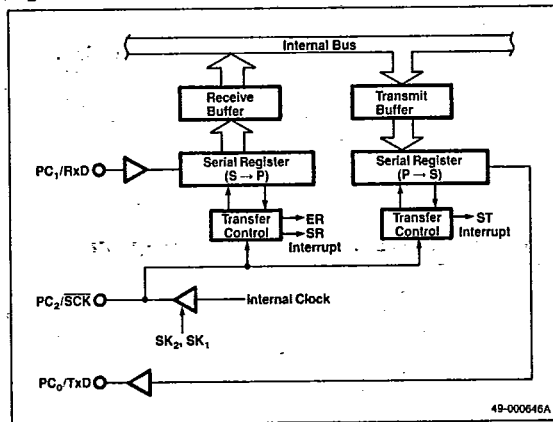 Internal Bus
Receive
Buffer
Transmit
Buffer
PC₁/RxD
Serial Register
(S → P)
Serial Register
(P → S)
Transfer
Control
ER
SR
Interrupt
Transfer
Control
ST
Interrupt
PC₂/S̅C̅K̅
Internal Clock
SK₂, SK₁
PC₀/TxD
49-000646A